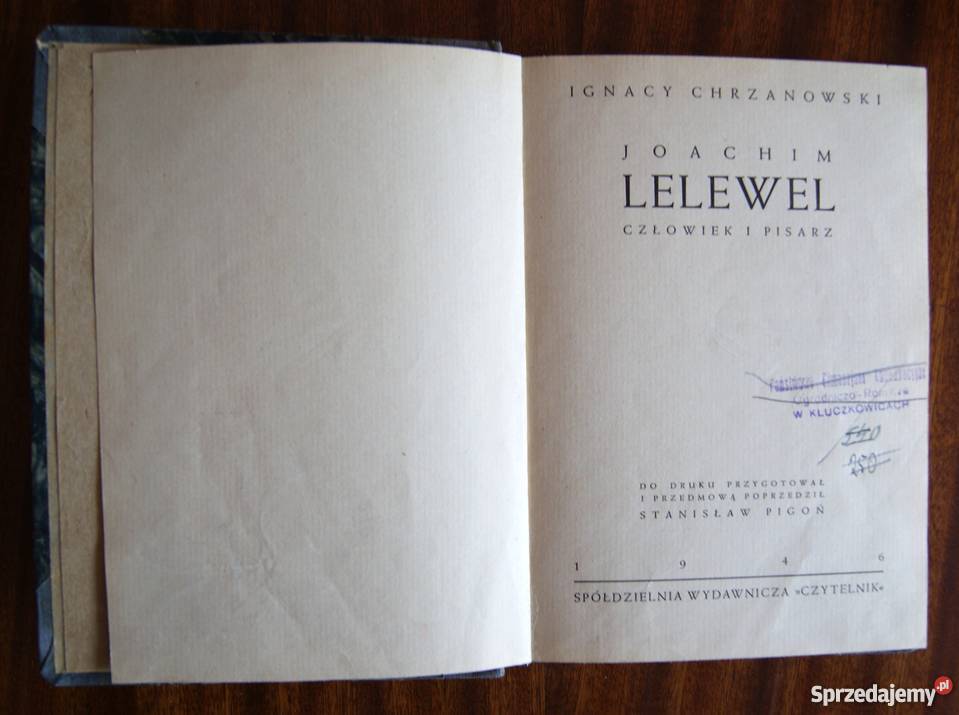 IGNACY CHRZANOWSKI
JOACHIM
LELEWEL
CZŁOWIEK I PISARZ
Ogrodniczo-
W KLUCZKOWICACH
DO DRUKU PRZYGOTOWAŁ
I PRZEDMOWĄ POPRZEDZIŁ
STANISŁAW PIGOŃ
1946
SPÓŁDZIELNIA WYDAWNICZA »CZYTELNIK«
Sprzedajemy.pl